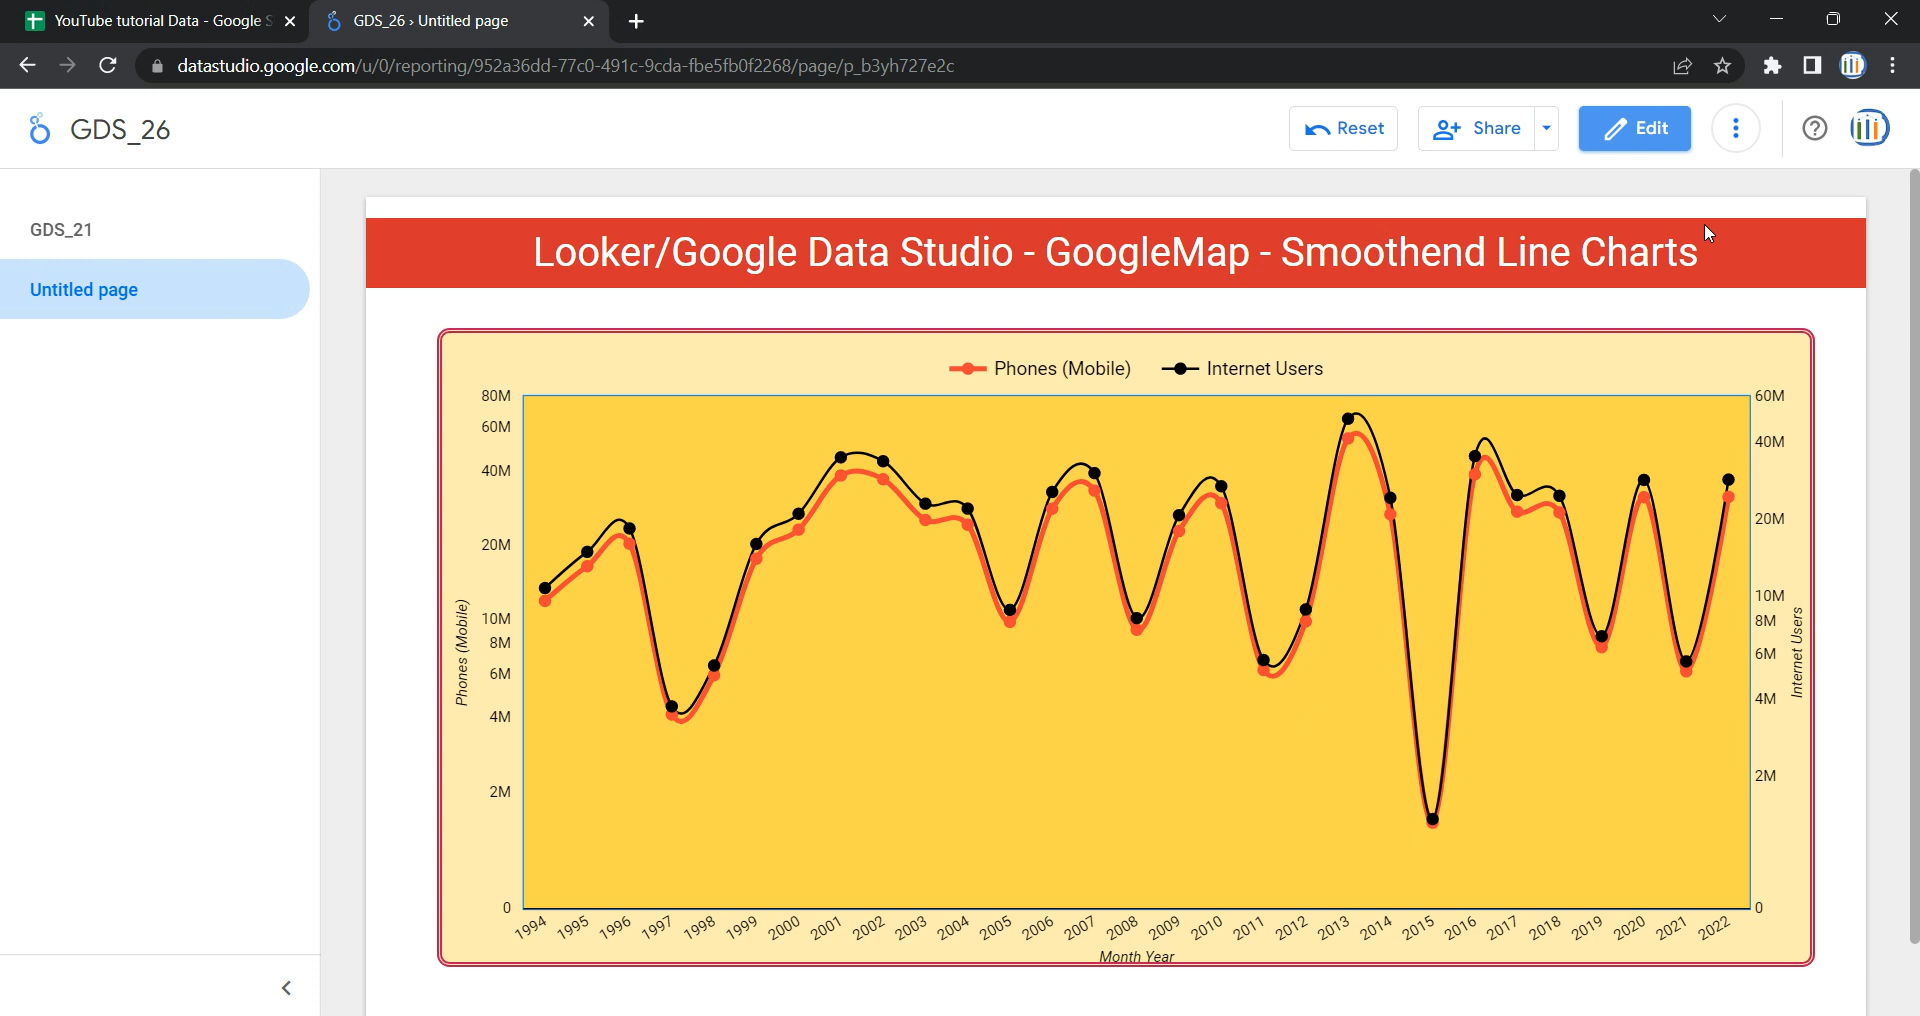 YouTube tutorial Data - Google S
GDS_26 › Untitled page
datastudio.google.com/u/0/reporting/952a36dd-77c0-491c-9cda-fbe5fb0f2268/page/p_b3yh727e2c
GDS_26
Reset
Share
Edit
GDS_21
Untitled page
Looker/Google Data Studio - GoogleMap - Smoothend Line Charts
Phones (Mobile)
Internet Users
80M
60M
40M
20M
10M
8M
6M
4M
2M
0
Phones (Mobile)
60M
40M
20M
10M
8M
6M
4M
2M
0
Internet Users
1994 1995 1996 1997 1998 1999 2000 2001 2002 2003 2004 2005 2006 2007 2008 2009 2010 2011 2012 2013 2014 2015 2016 2017 2018 2019 2020 2021 2022
Month Year